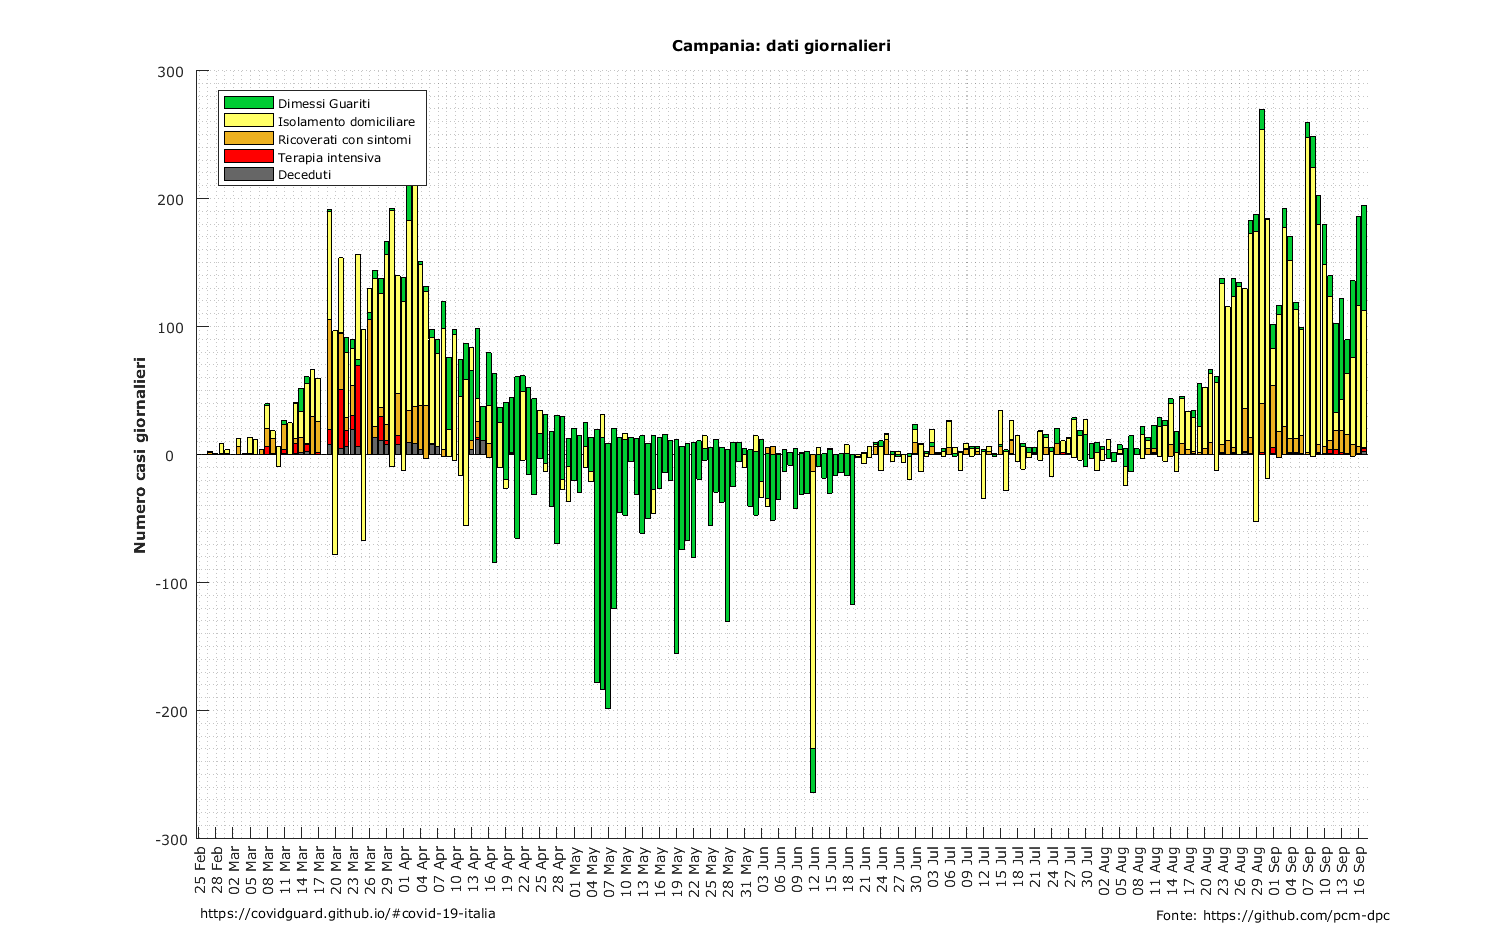 Campania: dati giornalieri
Numero casi giornalieri
300
200
100
0
-100
-200
-300
Dimessi Guariti
Isolamento domiciliare
Ricoverati con sintomi
Terapia intensiva
Deceduti
25 Feb
28 Feb
02 Mar
05 Mar
08 Mar
11 Mar
14 Mar
17 Mar
20 Mar
23 Mar
26 Mar
29 Mar
01 Apr
04 Apr
07 Apr
10 Apr
13 Apr
16 Apr
19 Apr
22 Apr
25 Apr
28 Apr
01 May
04 May
07 May
10 May
13 May
16 May
19 May
22 May
25 May
28 May
31 May
03 Jun
06 Jun
09 Jun
12 Jun
15 Jun
18 Jun
21 Jun
24 Jun
27 Jun
30 Jun
03 Jul
06 Jul
09 Jul
12 Jul
15 Jul
18 Jul
21 Jul
24 Jul
27 Jul
30 Jul
02 Aug
05 Aug
08 Aug
11 Aug
14 Aug
17 Aug
20 Aug
23 Aug
26 Aug
29 Aug
01 Sep
04 Sep
07 Sep
10 Sep
13 Sep
16 Sep
https://covidguard.github.io/#covid-19-italia
Fonte: https://github.com/pcm-dpc